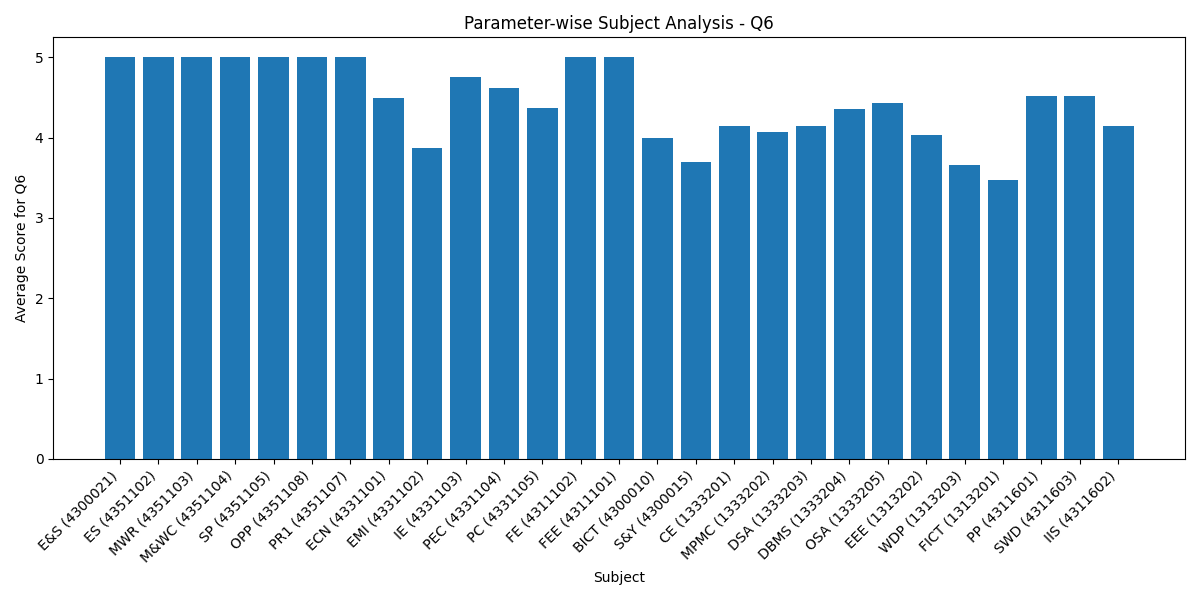 Parameter-wise Subject Analysis - Q6
Average Score for Q6
5
4
3
2
1
0
E&S (4300021)
ES (4351102)
MWR (4351103)
M&WC (4351104)
SP (4351105)
OPP (4351108)
PR1 (4351107)
ECN (4331101)
EMI (4331102)
IE (4331103)
PEC (4331104)
PC (4331105)
FE (4311102)
FEE (4311101)
BICT (4300010)
S&Y (4300015)
CE (1333201)
MPMC (1333202)
DSA (1333203)
DBMS (1333204)
OSA (1333205)
EEE (1313202)
WDP (1313203)
FICT (1313201)
PP (4311601)
SWD (4311603)
IIS (4311602)
Subject